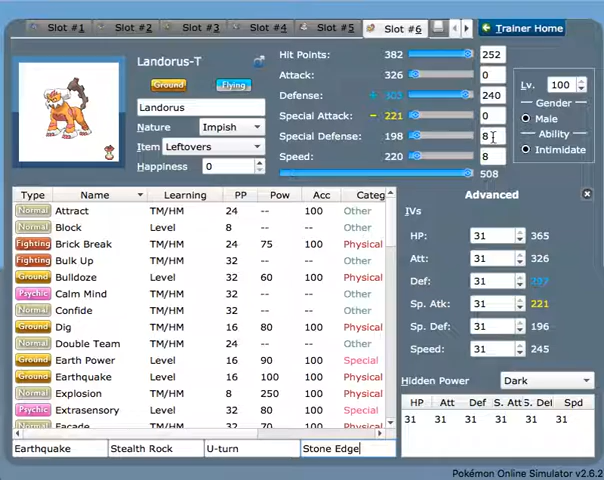 Slot #1 Slot #2 Slot #3 Slot #4 Slot #5 Slot #6 Trainer Home
Landorus-T
Ground Flying
Landorus
Nature Impish
Item Leftovers
Happiness 0
Hit Points: 382 252
Attack: 326 0
Defense: + 303 240
Special Attack: - 221 0
Special Defense: 198 8
Speed: 220 8
508
Lv. 100
Gender
Male
Ability
Intimidate
Type Name Learning PP Pow Acc Categ
Normal Attract TM/HM 24 -- 100 Other
Normal Block Level 8 -- -- Other
Fighting Brick Break TM/HM 24 75 100 Physical
Fighting Bulk Up TM/HM 32 -- -- Other
Ground Bulldoze TM/HM 32 60 100 Physical
Psychic Calm Mind TM/HM 32 -- -- Other
Normal Confide TM/HM 32 -- -- Other
Ground Dig TM/HM 16 80 100 Physical
Normal Double Team TM/HM 24 -- -- Other
Ground Earth Power Level 16 90 100 Special
Ground Earthquake Level 16 100 100 Physical
Normal Explosion TM/HM 8 250 100 Physical
Psychic Extrasensory Level 32 80 100 Special
Normal Facade TM/HM 32 70 100 Physical
Earthquake Stealth Rock U-turn Stone Edge
Advanced
IVs
HP: 31 365
Att: 31 326
Def: 31
Sp. Atk: 31 221
Sp. Def: 31 196
Speed: 31 245
Hidden Power Dark
HP Att Def S. Att S. Def Spd
31 31 31 31 31 31
Pokémon Online Simulator v2.6.2